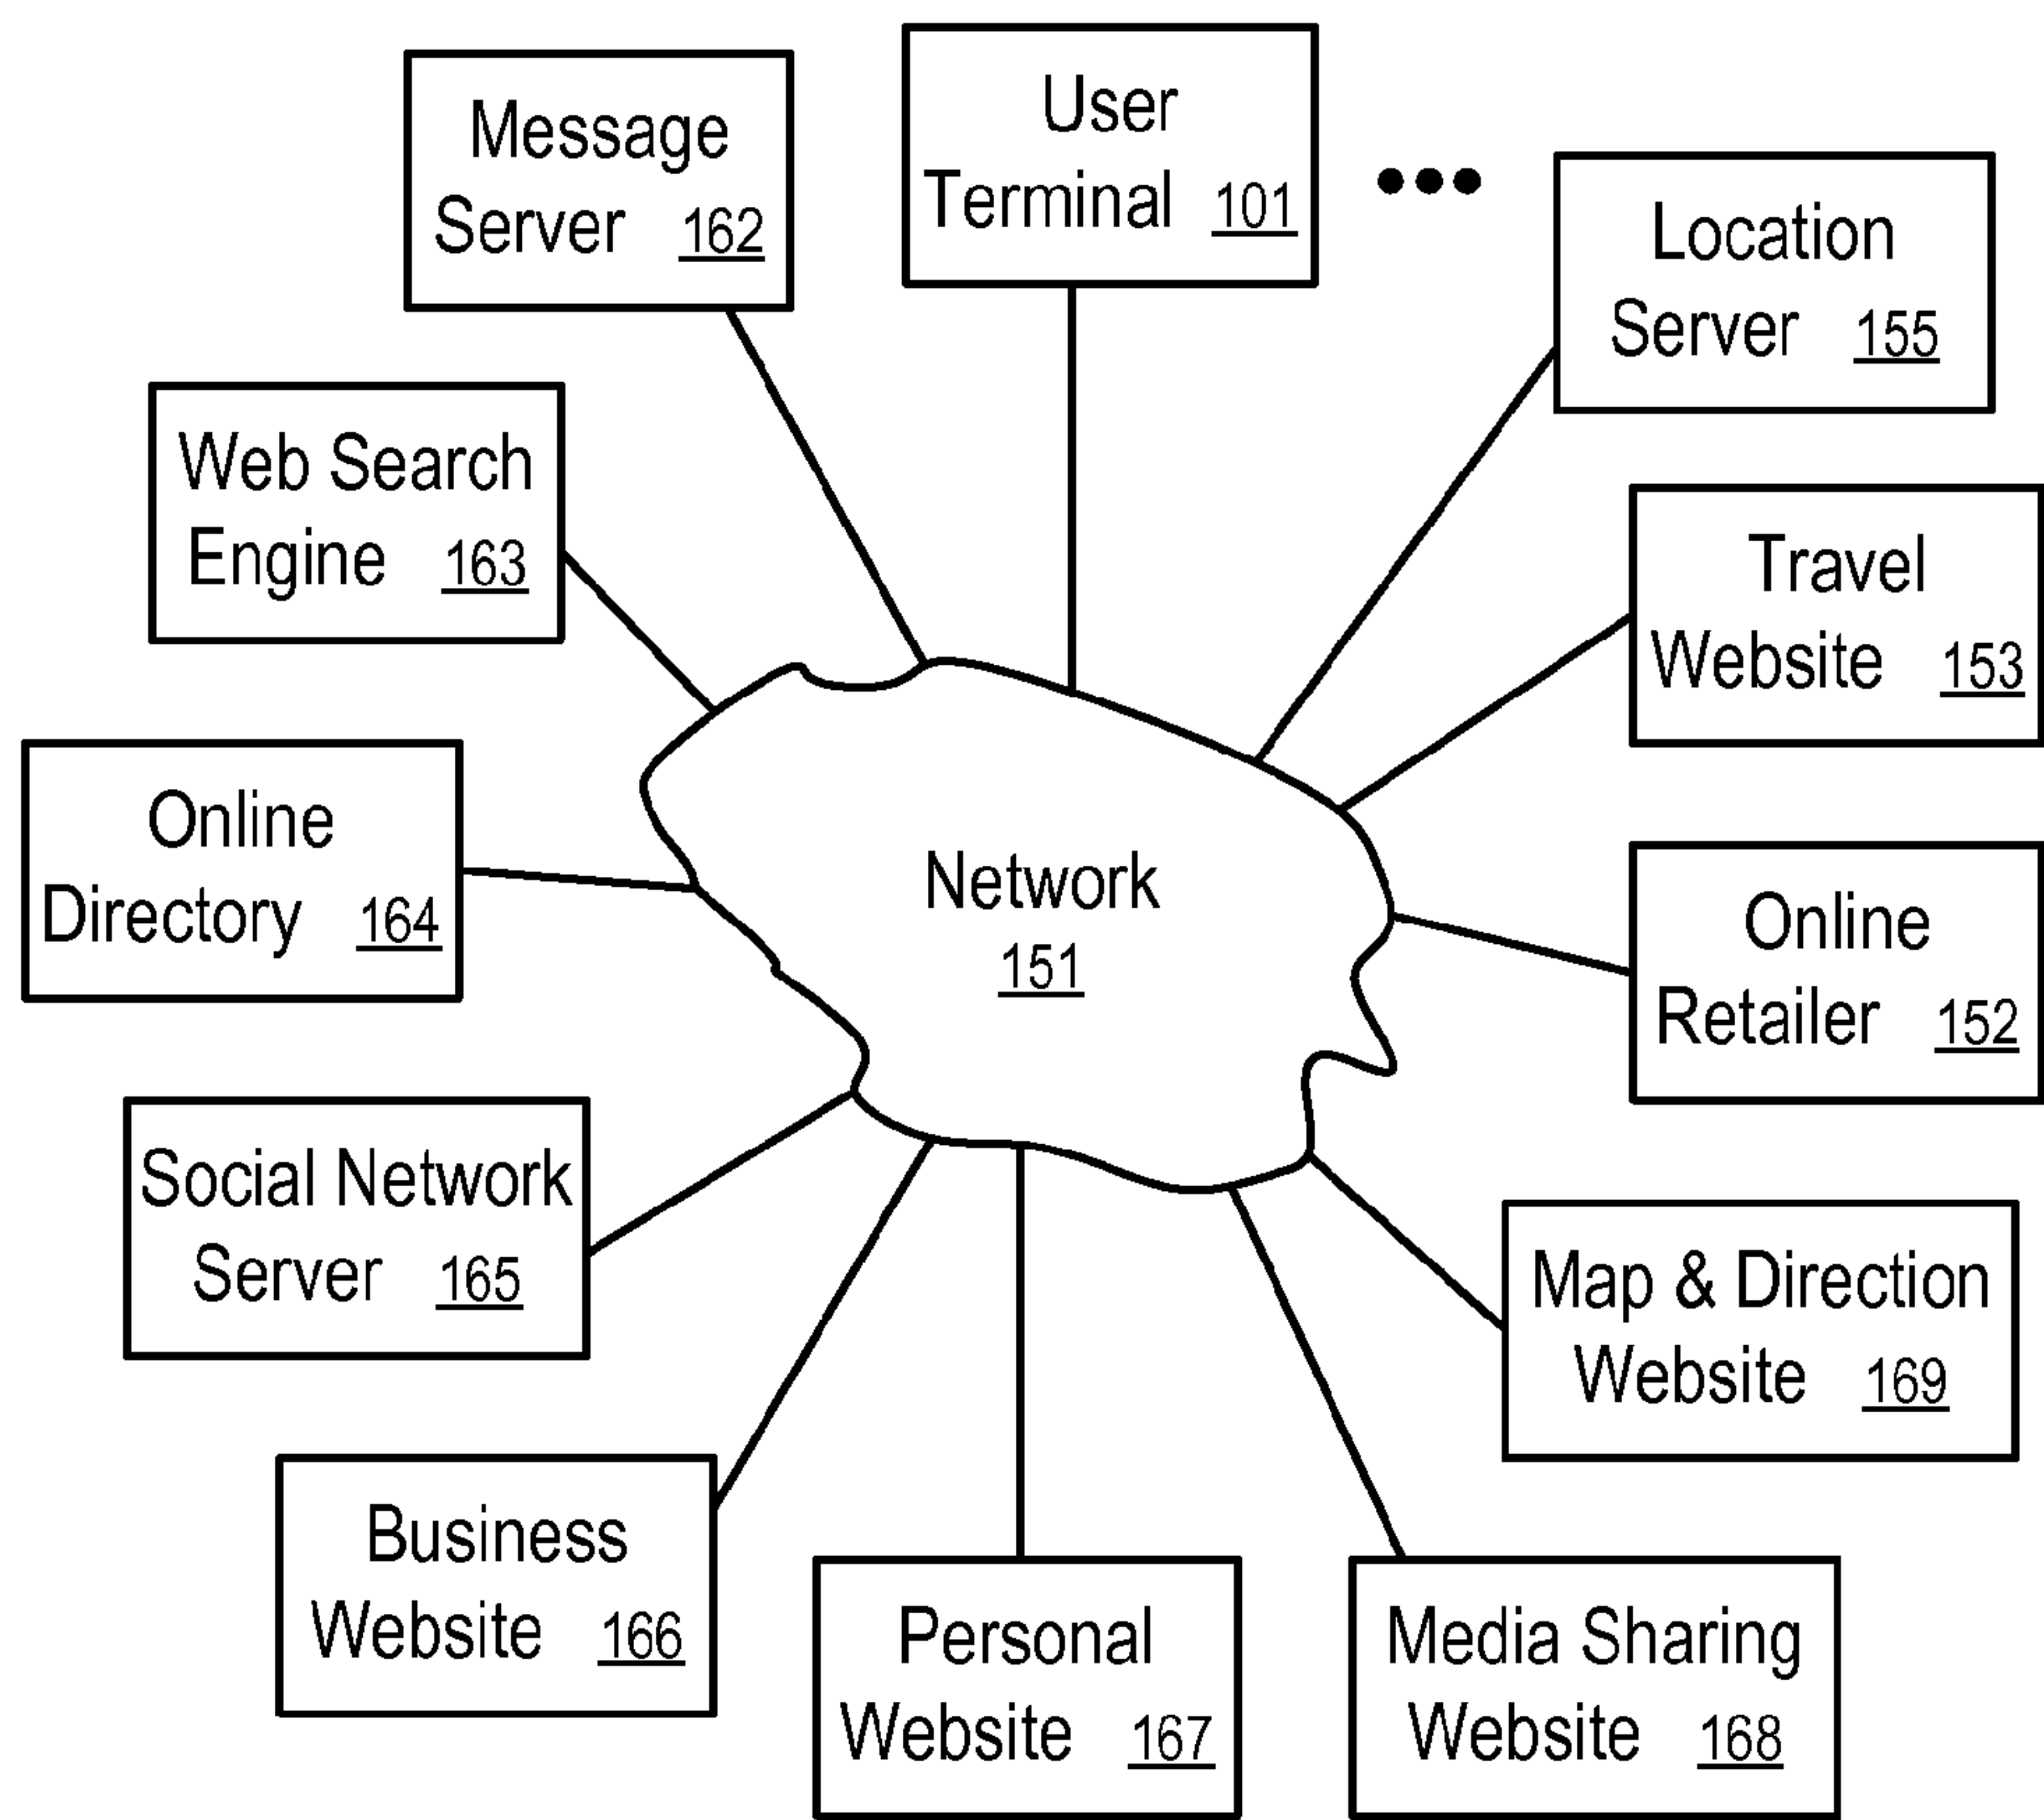 User
Terminal 101
Message
Server 162
Location
Server 155
Web Search
Engine 163
Travel
Website 153
Online
Directory 164
Network
151
Online
Retailer 152
Social Network
Server 165
Map & Direction
Website 169
Business
Website 166
Personal
Website 167
Media Sharing
Website 168